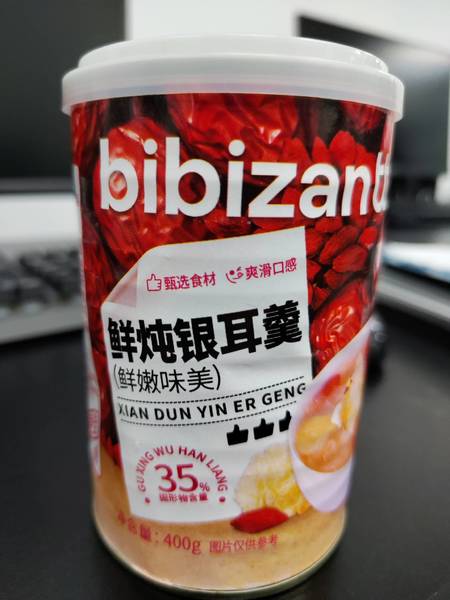 bibizan
甄选食材 爽滑口感
鲜炖银耳羹
(鲜嫩味美)
XIAN DUN YIN ER GENG
GU XING WU HAN LIANG
35%
固形物含量
净含量:400g 图片仅供参考